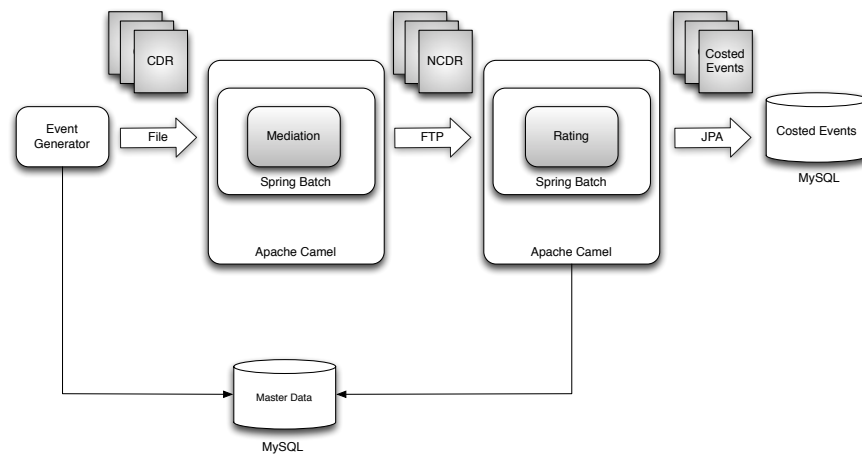 CDR
NCDR
Costed
Events
Event
Generator
File
Mediation
Spring Batch
Apache Camel
FTP
Rating
Spring Batch
Apache Camel
JPA
Costed Events
MySQL
Master Data
MySQL